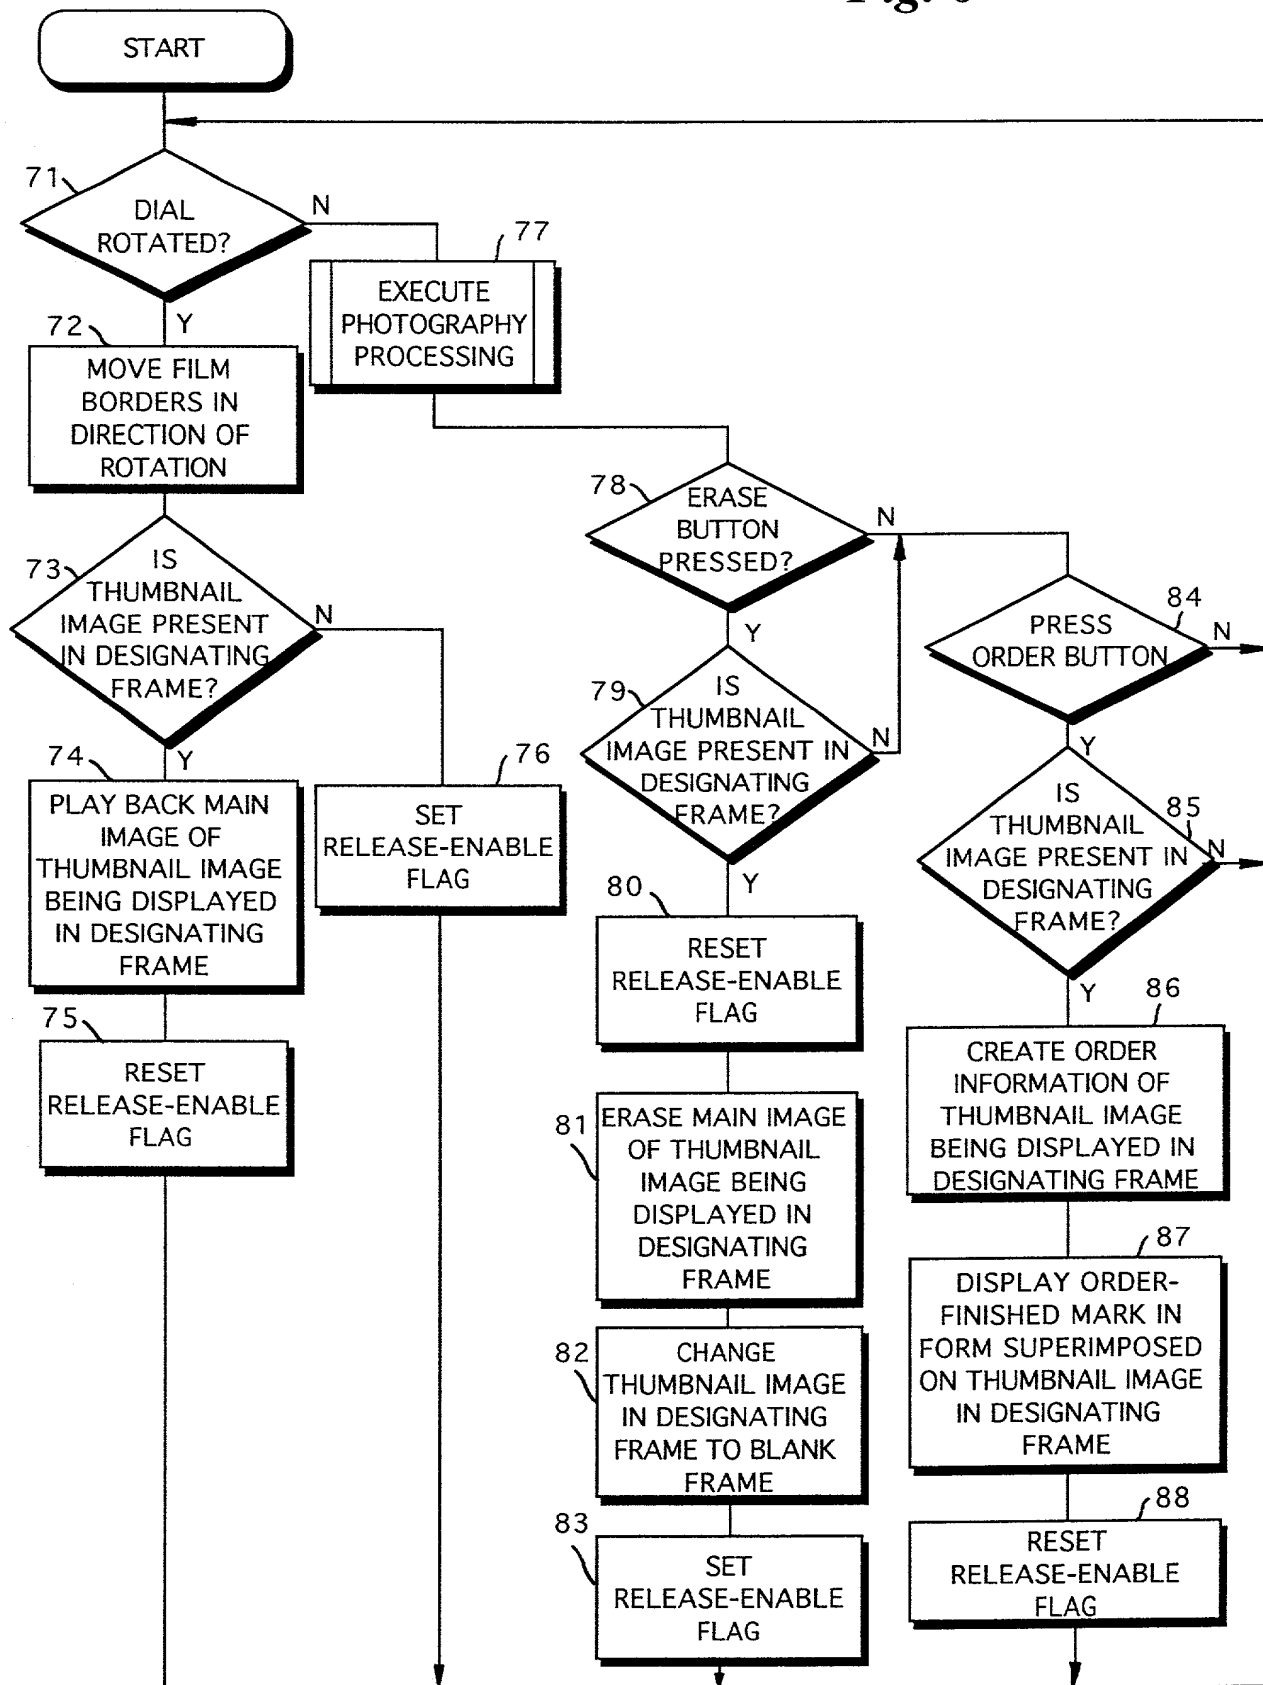 START
71
DIAL
ROTATED?
N
Y
77
EXECUTE
PHOTOGRAPHY
PROCESSING
72
MOVE FILM
BORDERS IN
DIRECTION OF
ROTATION
73
IS
THUMBNAIL
IMAGE PRESENT
IN DESIGNATING
FRAME?
N
Y
74
PLAY BACK MAIN
IMAGE OF
THUMBNAIL IMAGE
BEING DISPLAYED
IN DESIGNATING
FRAME
75
RESET
RELEASE-ENABLE
FLAG
76
SET
RELEASE-ENABLE
FLAG
78
ERASE
BUTTON
PRESSED?
N
Y
79
IS
THUMBNAIL
IMAGE PRESENT IN
DESIGNATING
FRAME?
N
Y
80
RESET
RELEASE-ENABLE
FLAG
81
ERASE MAIN IMAGE
OF THUMBNAIL
IMAGE BEING
DISPLAYED IN
DESIGNATING
FRAME
82
CHANGE
THUMBNAIL IMAGE
IN DESIGNATING
FRAME TO BLANK
FRAME
83
SET
RELEASE-ENABLE
FLAG
84
PRESS
ORDER BUTTON
N
Y
85
IS
THUMBNAIL
IMAGE PRESENT IN
DESIGNATING
FRAME?
N
Y
86
CREATE ORDER
INFORMATION OF
THUMBNAIL IMAGE
BEING DISPLAYED IN
DESIGNATING FRAME
87
DISPLAY ORDER-
FINISHED MARK IN
FORM SUPERIMPOSED
ON THUMBNAIL IMAGE
IN DESIGNATING
FRAME
88
RESET
RELEASE-ENABLE
FLAG